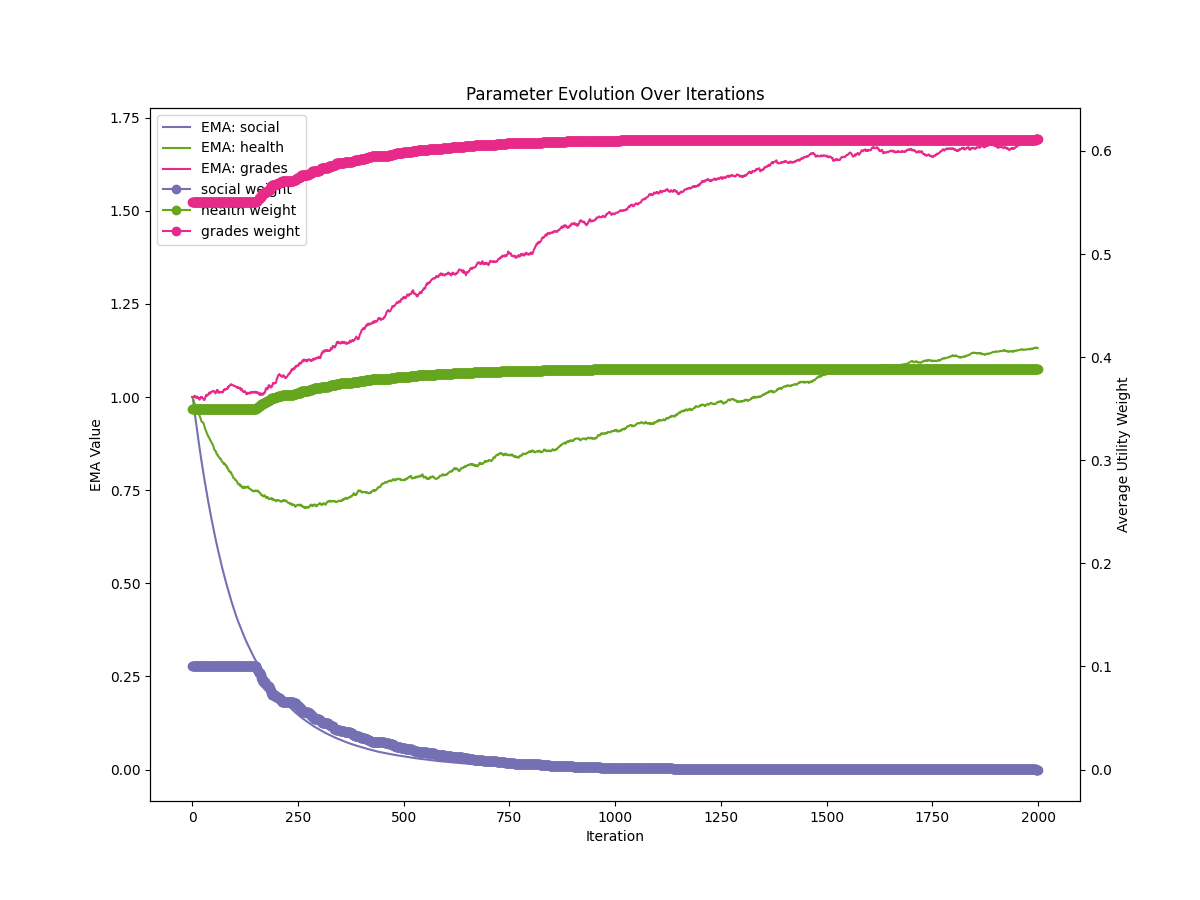 Parameter Evolution Over Iterations
EMA: social
EMA: health
EMA: grades
social weight
health weight
grades weight
1.75
1.50
1.25
1.00
0.75
0.50
0.25
0.00
EMA Value
0.6
0.5
0.4
0.3
0.2
0.1
0.0
Average Utility Weight
0
250
500
750
1000
1250
1500
1750
2000
Iteration